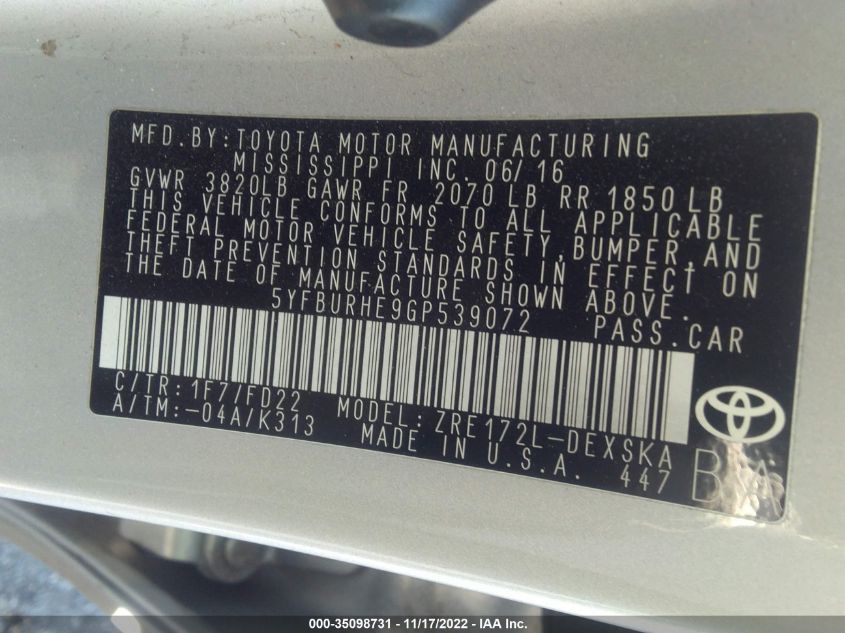 MFD. BY: TOYOTA MOTOR MANUFACTURING
MISSISSIPPI INC. 06/16
GVWR 3820LB GAWR FR 2070 LB RR 1850 LB
THIS VEHICLE CONFORMS TO ALL APPLICABLE
FEDERAL MOTOR VEHICLE SAFETY, BUMPER, AND
THEFT PREVENTION STANDARDS IN EFFECT ON
THE DATE OF MANUFACTURE SHOWN ABOVE.
5YFBURHE9GP539072 PASS. CAR
C/TR: 1F7/FD22 MODEL: ZRE172L-DEXSKA
A/TM: -04A/K313 MADE IN U.S.A. 447
BA
000-35098731 - 11/17/2022 - IAA Inc.